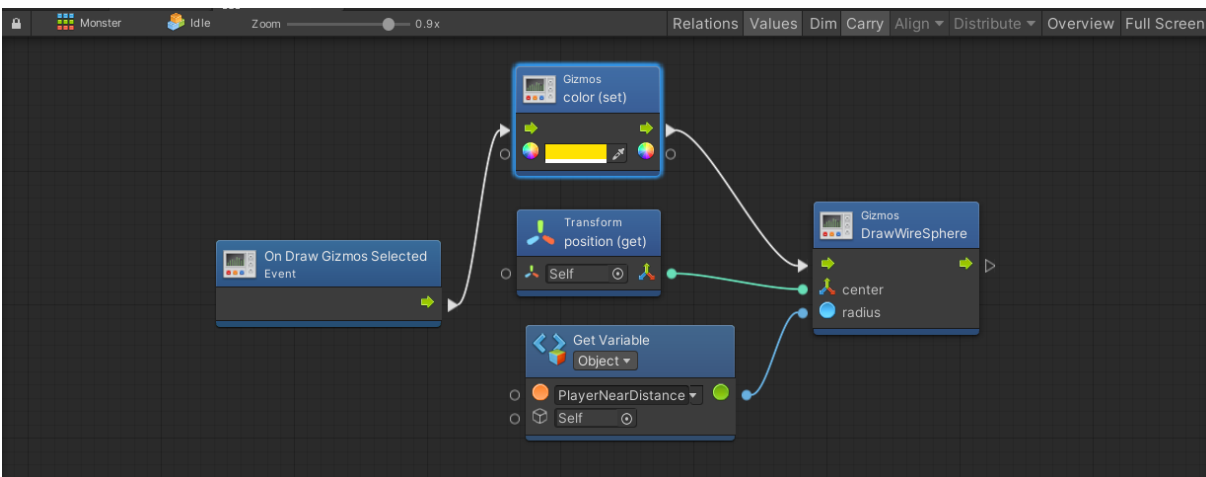 Monster
Idle
Zoom
0.9x
Relations
Values
Dim
Carry
Align
Distribute
Overview
Full Screen
Gizmos
color (set)
Transform
position (get)
Self
On Draw Gizmos Selected
Event
Gizmos
DrawWireSphere
center
radius
Get Variable
Object
PlayerNearDistance
Self